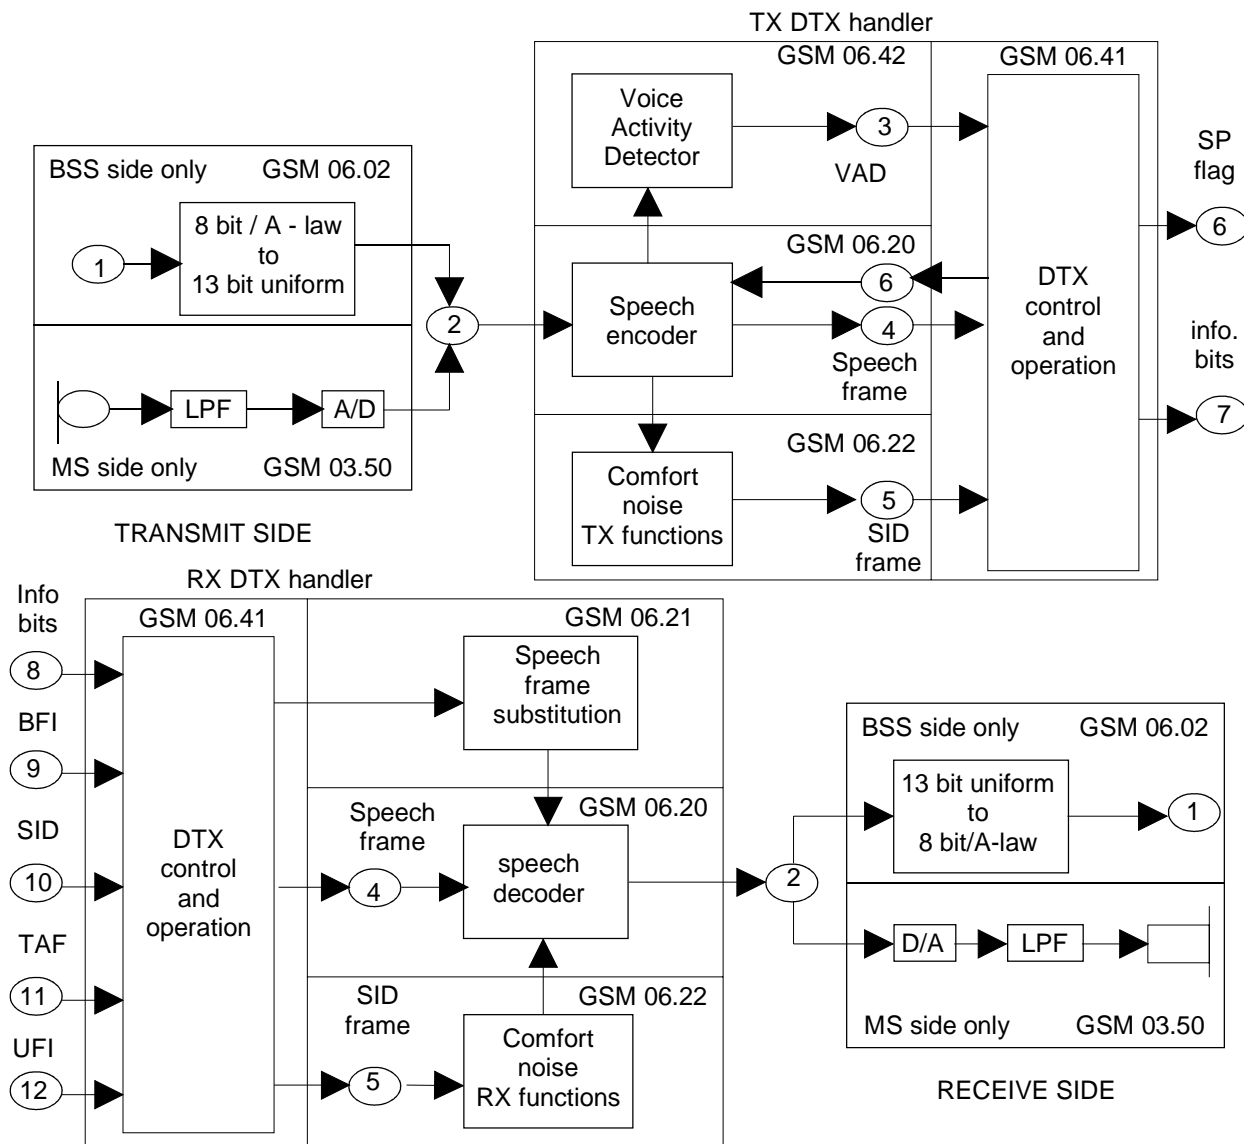 TX DTX handler
GSM 06.42
GSM 06.41
Voice
Activity
Detector
3
VAD
SP
flag
6
BSS side only
GSM 06.02
8 bit / A - law
to
13 bit uniform
1
2
GSM 06.20
6
Speech
encoder
4
Speech
frame
DTX
control
and
operation
info.
bits
7
LPF
A/D
MS side only
GSM 03.50
GSM 06.22
Comfort
noise
TX functions
5
SID
frame
TRANSMIT SIDE
RX DTX handler
Info
bits
8
BFI
9
SID
10
TAF
11
UFI
12
GSM 06.41
DTX
control
and
operation
GSM 06.21
Speech
frame
substitution
GSM 06.20
Speech
frame
4
speech
decoder
GSM 06.22
SID
frame
5
Comfort
noise
RX functions
2
BSS side only
GSM 06.02
13 bit uniform
to
8 bit/A-law
1
D/A
LPF
MS side only
GSM 03.50
RECEIVE SIDE